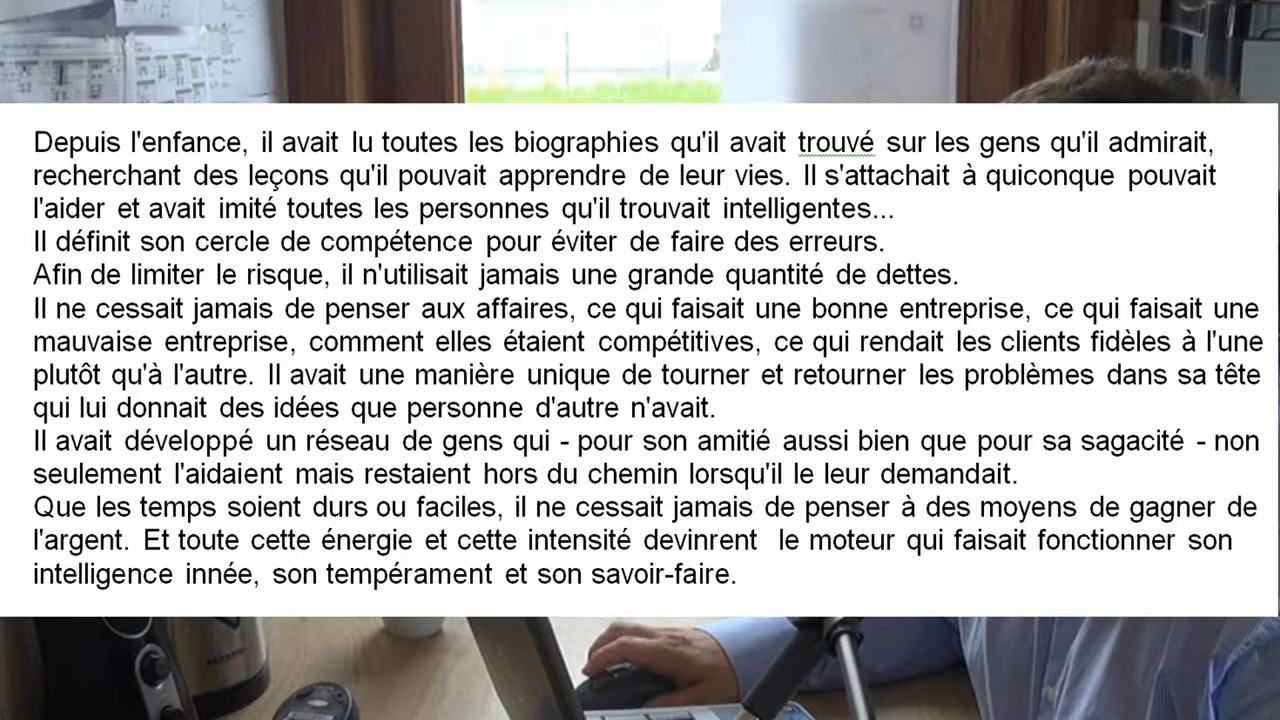 Depuis l'enfance, il avait lu toutes les biographies qu'il avait trouvé sur les gens qu'il admirait,
recherchant des leçons qu'il pouvait apprendre de leur vies. Il s'attachait à quiconque pouvait
l'aider et avait imité toutes les personnes qu'il trouvait intelligentes...
Il définit son cercle de compétence pour éviter de faire des erreurs.
Afin de limiter le risque, il n'utilisait jamais une grande quantité de dettes.
Il ne cessait jamais de penser aux affaires, ce qui faisait une bonne entreprise, ce qui faisait une
mauvaise entreprise, comment elles étaient compétitives, ce qui rendait les clients fidèles à l'une
plutôt qu'à l'autre. Il avait une manière unique de tourner et retourner les problèmes dans sa tête
qui lui donnait des idées que personne d'autre n'avait.
Il avait développé un réseau de gens qui - pour son amitié aussi bien que pour sa sagacité - non
seulement l'aidaient mais restaient hors du chemin lorsqu'il le leur demandait.
Que les temps soient durs ou faciles, il ne cessait jamais de penser à des moyens de gagner de
l'argent. Et toute cette énergie et cette intensité devinrent le moteur qui faisait fonctionner son
intelligence innée, son tempérament et son savoir-faire.